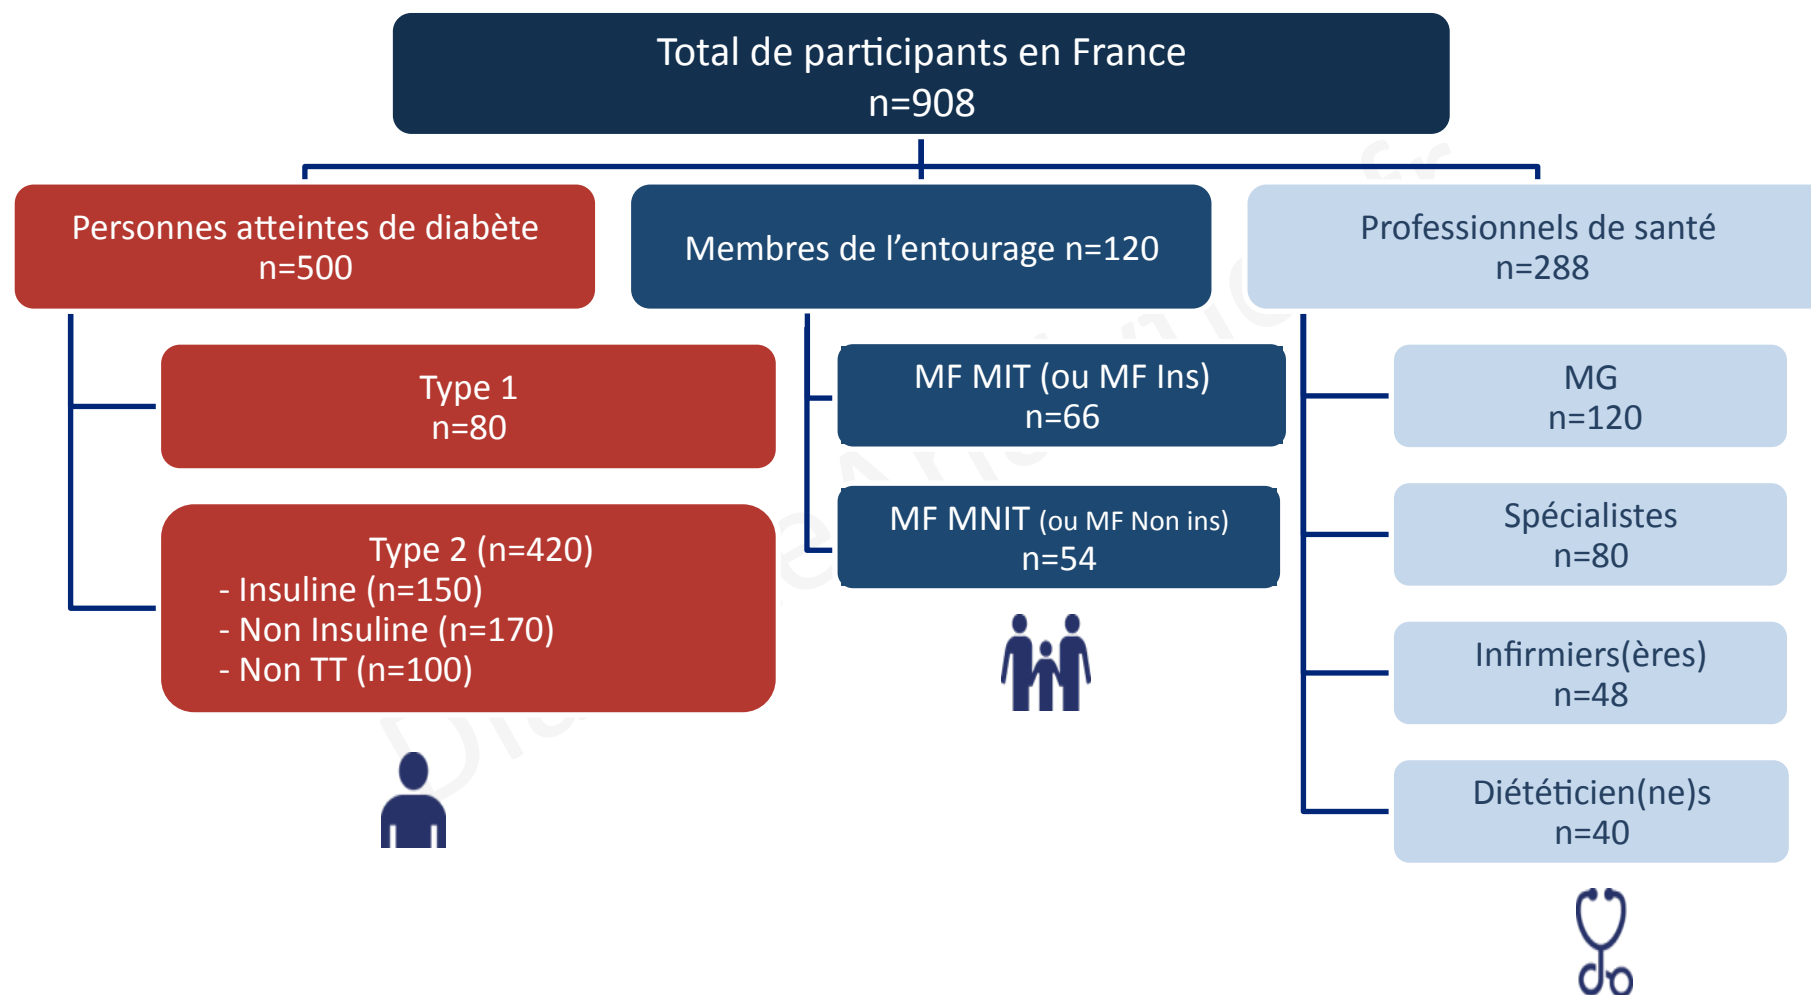 Total de participants en France
n=908
Personnes atteintes de diabète
n=500
Type 1
n=80
Type 2 (n=420)
- Insuline (n=150)
- Non Insuline (n=170)
- Non TT (n=100)
Membres de l’entourage n=120
MF MIT (ou MF Ins)
n=66
MF MNIT (ou MF Non ins)
n=54
Professionnels de santé
n=288
MG
n=120
Spécialistes
n=80
Infirmiers(ères)
n=48
Diététicien(ne)s
n=40